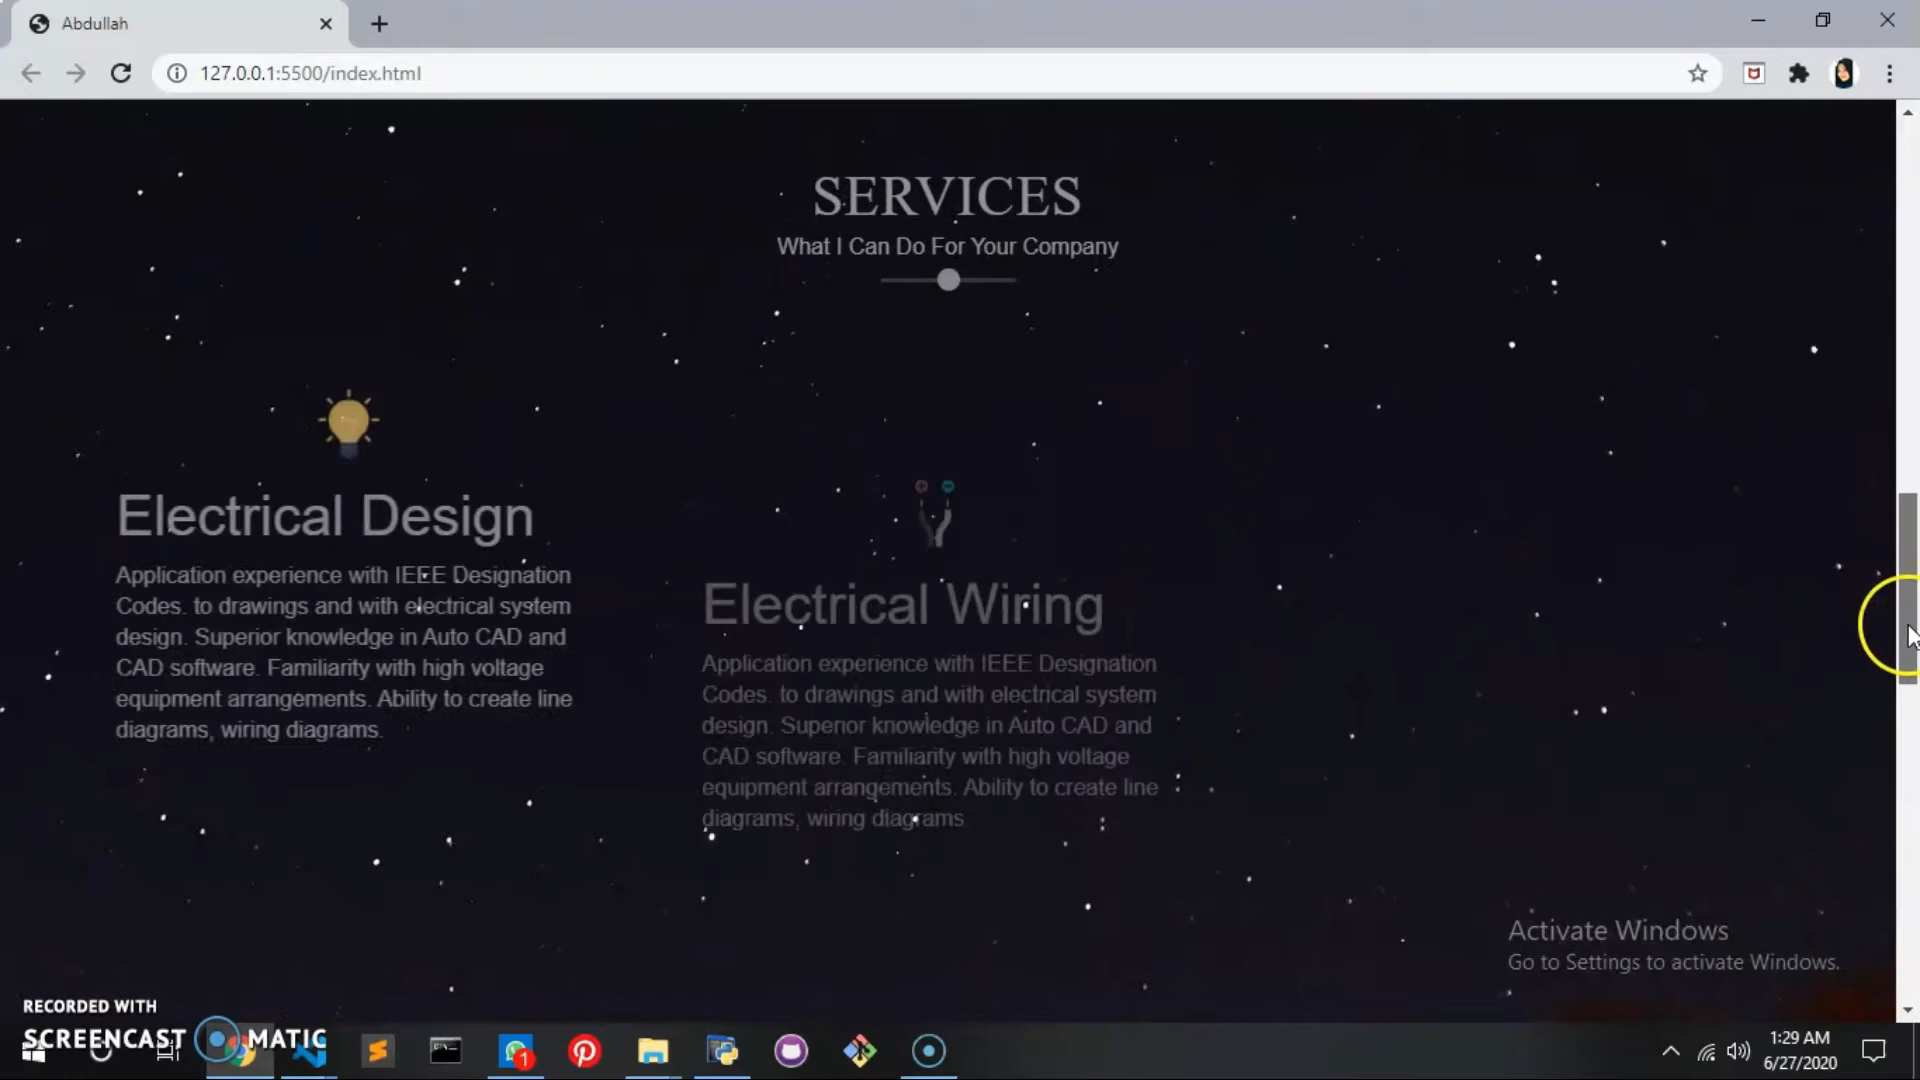 Abdullah
127.0.0.1:5500/index.html
SERVICES
What I Can Do For Your Company
Electrical Design
Application experience with IEEE Designation
Codes. to drawings and with electrical system
design. Superior knowledge in Auto CAD and
CAD software. Familiarity with high voltage
equipment arrangements. Ability to create line
diagrams, wiring diagrams.
Electrical Wiring
Application experience with IEEE Designation
Codes. to drawings and with electrical system
design. Superior knowledge in Auto CAD and
CAD software. Familiarity with high voltage
equipment arrangements. Ability to create line
diagrams, wiring diagrams
Activate Windows
Go to Settings to activate Windows.
RECORDED WITH
SCREENCAST MATIC
1
1:29 AM
6/27/2020